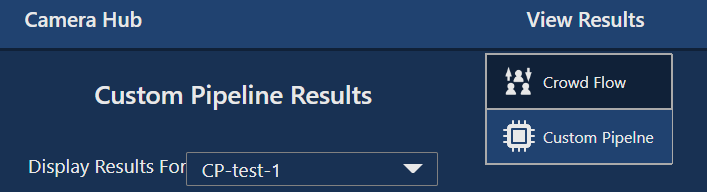 Camera Hub
View Results
Crowd Flow
Custom Pipeline Results
Custom Pipelne
Display Results For
CP-test-1